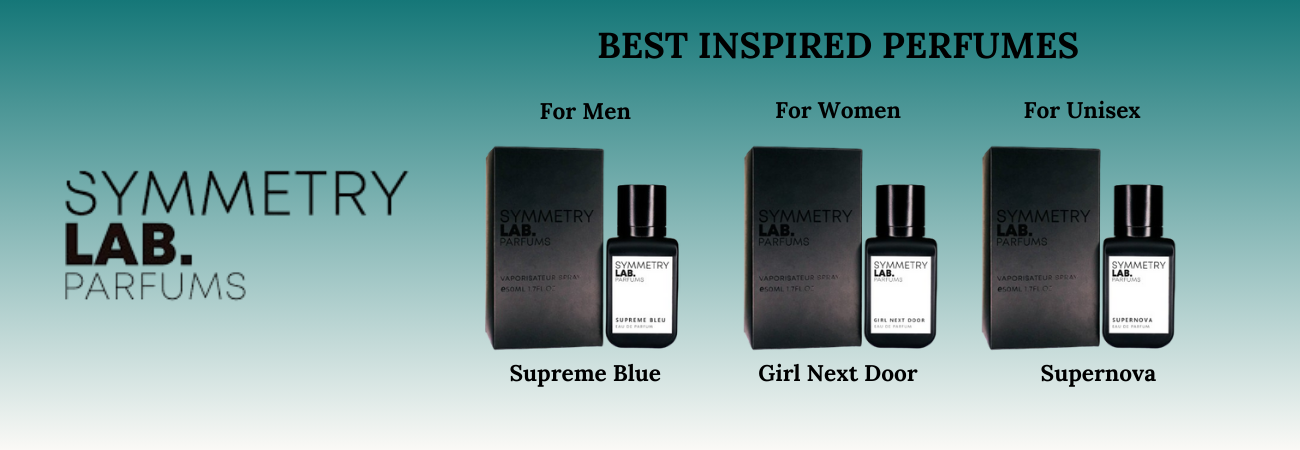 BEST INSPIRED PERFUMES
For Men
For Women
For Unisex
SYMMETRY
LAB.
PARFUMS
SYMMETRY
LAB.
PARFUMS
VAPORISATEUR SPRAY
SYMMETRY
LAB.
PARFUMS
SUPREME BLEU
EAU DE PARFUM
SYMMETRY
LAB.
PARFUMS
VAPORISATEUR SPRAY
SYMMETRY
LAB.
PARFUMS
GIRL NEXT DOOR
EAU DE PARFUM
SYMMETRY
LAB.
PARFUMS
VAPORISATEUR SPRAY
SYMMETRY
LAB.
PARFUMS
SUPERNOVA
EAU DE PARFUM
Supreme Blue
Girl Next Door
Supernova